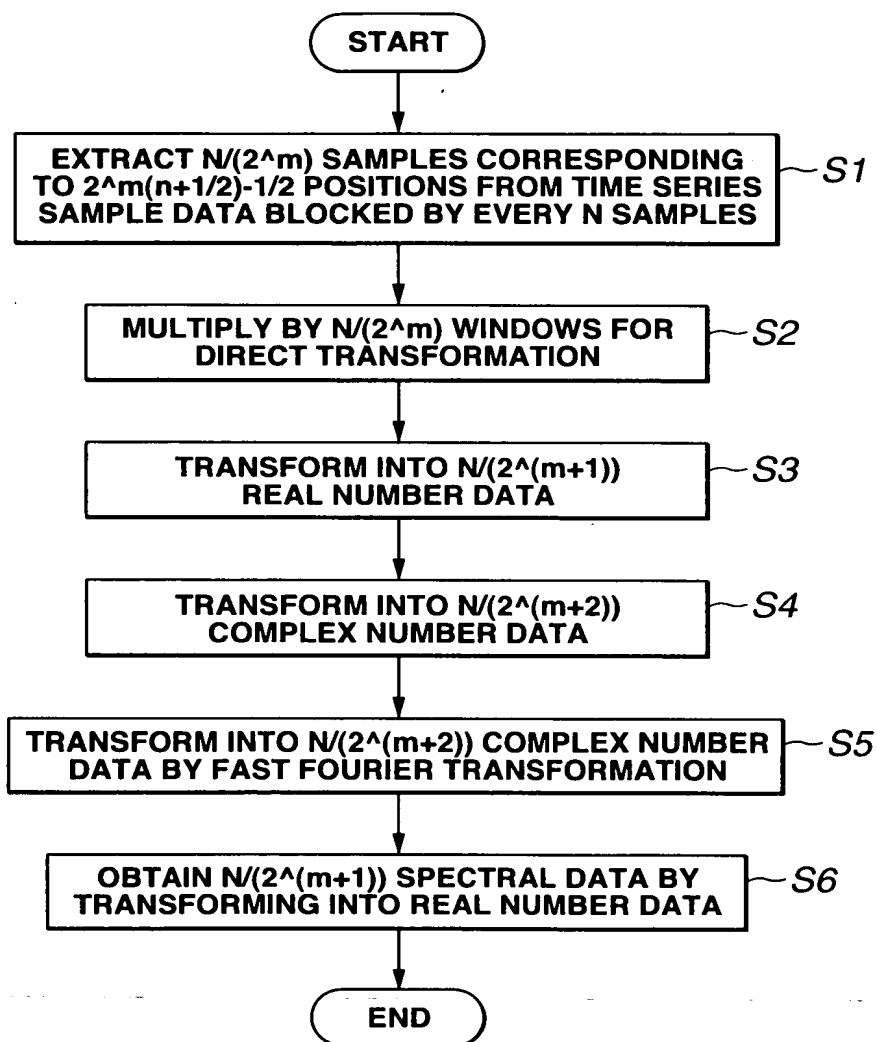 START
EXTRACT N/(2^m) SAMPLES CORRESPONDING
TO 2^m(n+1/2)-1/2 POSITIONS FROM TIME SERIES
SAMPLE DATA BLOCKED BY EVERY N SAMPLES
S1
MULTIPLY BY N/(2^m) WINDOWS FOR
DIRECT TRANSFORMATION
S2
TRANSFORM INTO N/(2^(m+1))
REAL NUMBER DATA
S3
TRANSFORM INTO N/(2^(m+2))
COMPLEX NUMBER DATA
S4
TRANSFORM INTO N/(2^(m+2)) COMPLEX NUMBER
DATA BY FAST FOURIER TRANSFORMATION
S5
OBTAIN N/(2^(m+1)) SPECTRAL DATA BY
TRANSFORMING INTO REAL NUMBER DATA
S6
END